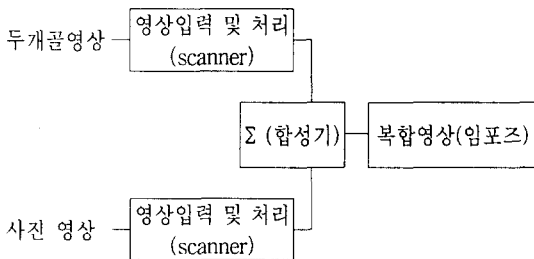 두개골영상
영상입력 및 처리
(scanner)
Σ (합성기)
복합영상(임포즈)
사진 영상
영상입력 및 처리
(scanner)